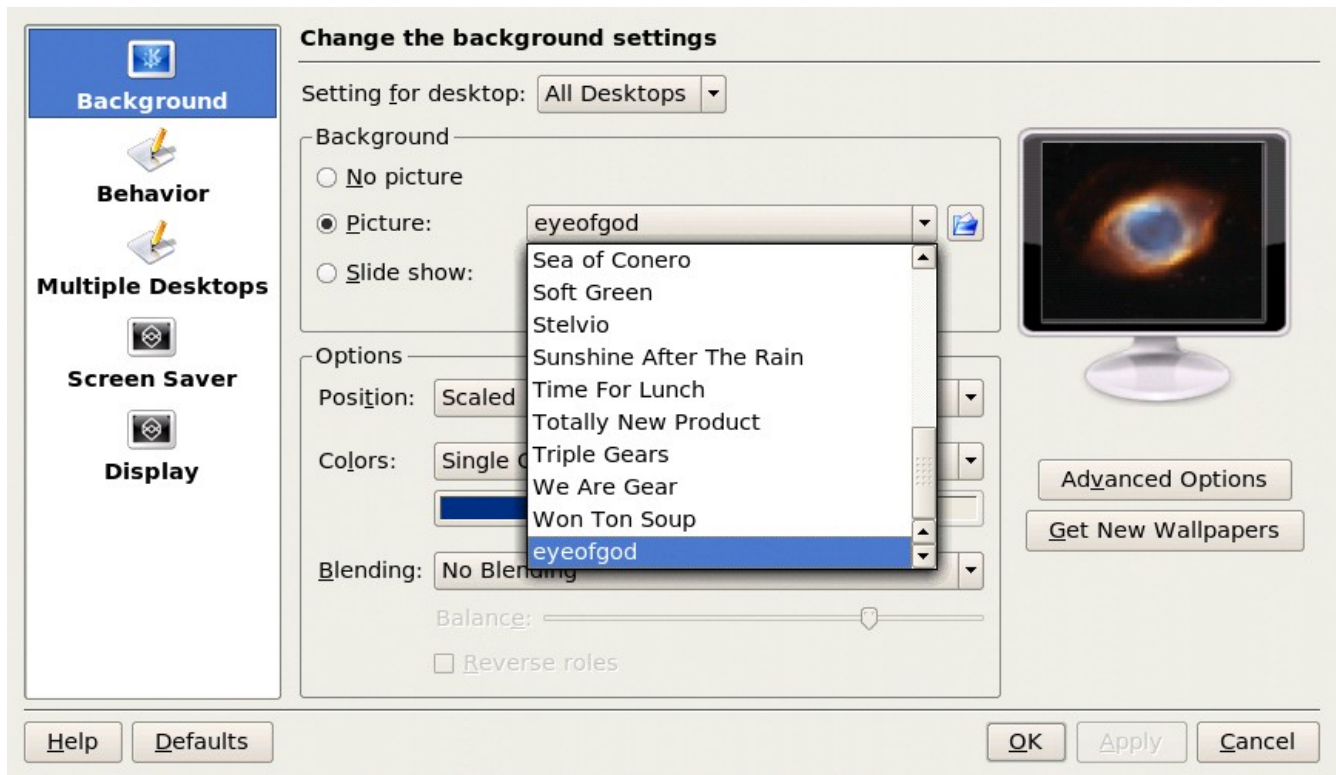 Background
Behavior
Multiple Desktops
Screen Saver
Display
Change the background settings
Setting for desktop: All Desktops
Background
No picture
Picture: eyeofgod
Slide show:
Sea of Conero
Soft Green
Stelvio
Sunshine After The Rain
Time For Lunch
Totally New Product
Triple Gears
We Are Gear
Won Ton Soup
eyeofgod
Options
Position: Scaled
Colors: Single
Blending: No Blending
Balance:
Reverse roles
Advanced Options
Get New Wallpapers
Help Defaults OK Apply Cancel